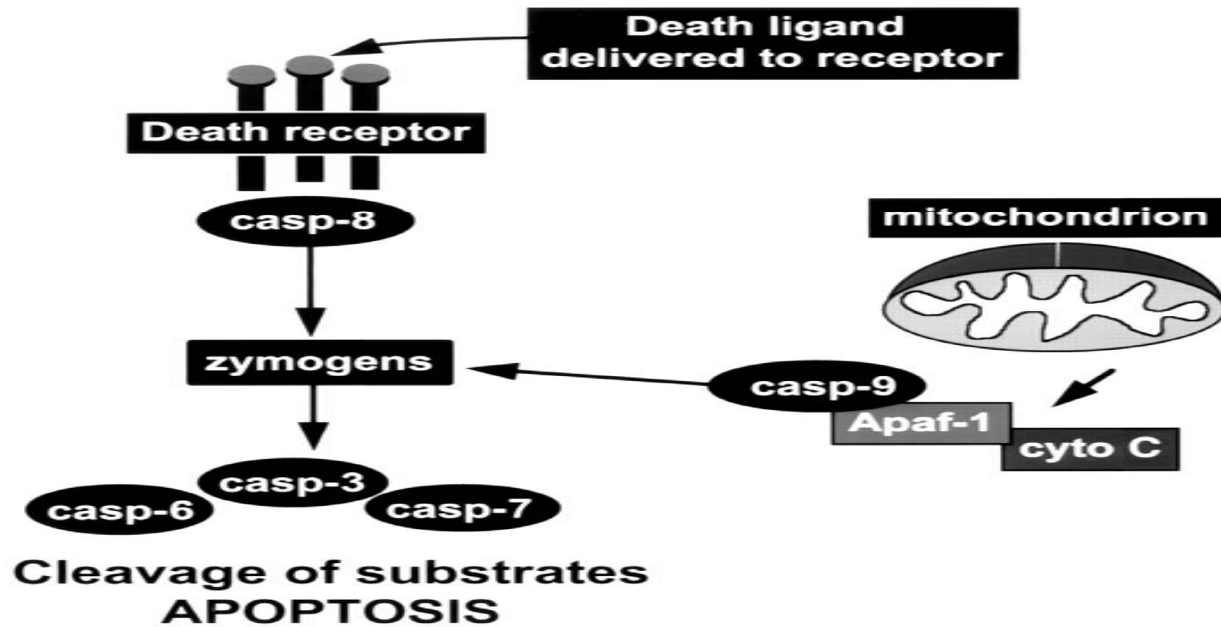 Death ligand
delivered to receptor
Death receptor
casp-8
mitochondrion
zymogens
casp-9
Apaf-1
cyto C
casp-3
casp-6
casp-7
Cleavage of substrates
APOPTOSIS